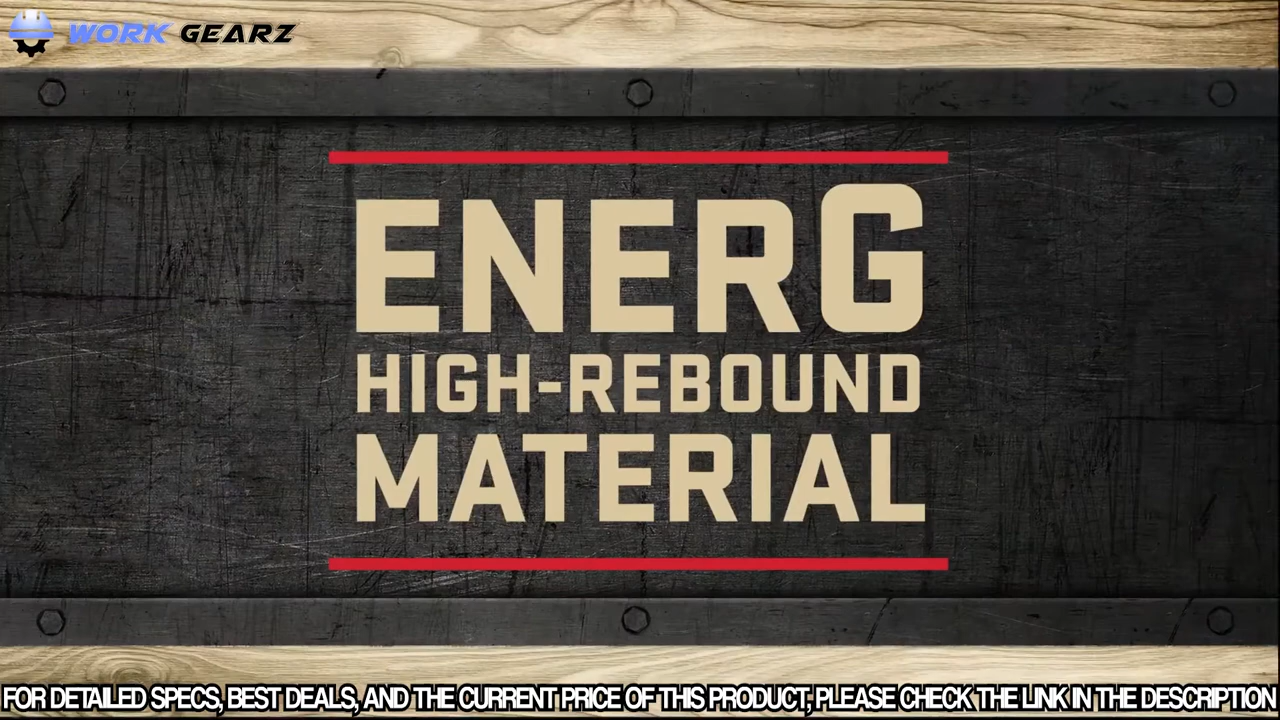 WORK GEARZ
ENERG
HIGH-REBOUND
MATERIAL
FOR DETAILED SPECS, BEST DEALS, AND THE CURRENT PRICE OF THIS PRODUCT, PLEASE CHECK THE LINK IN THE DESCRIPTION